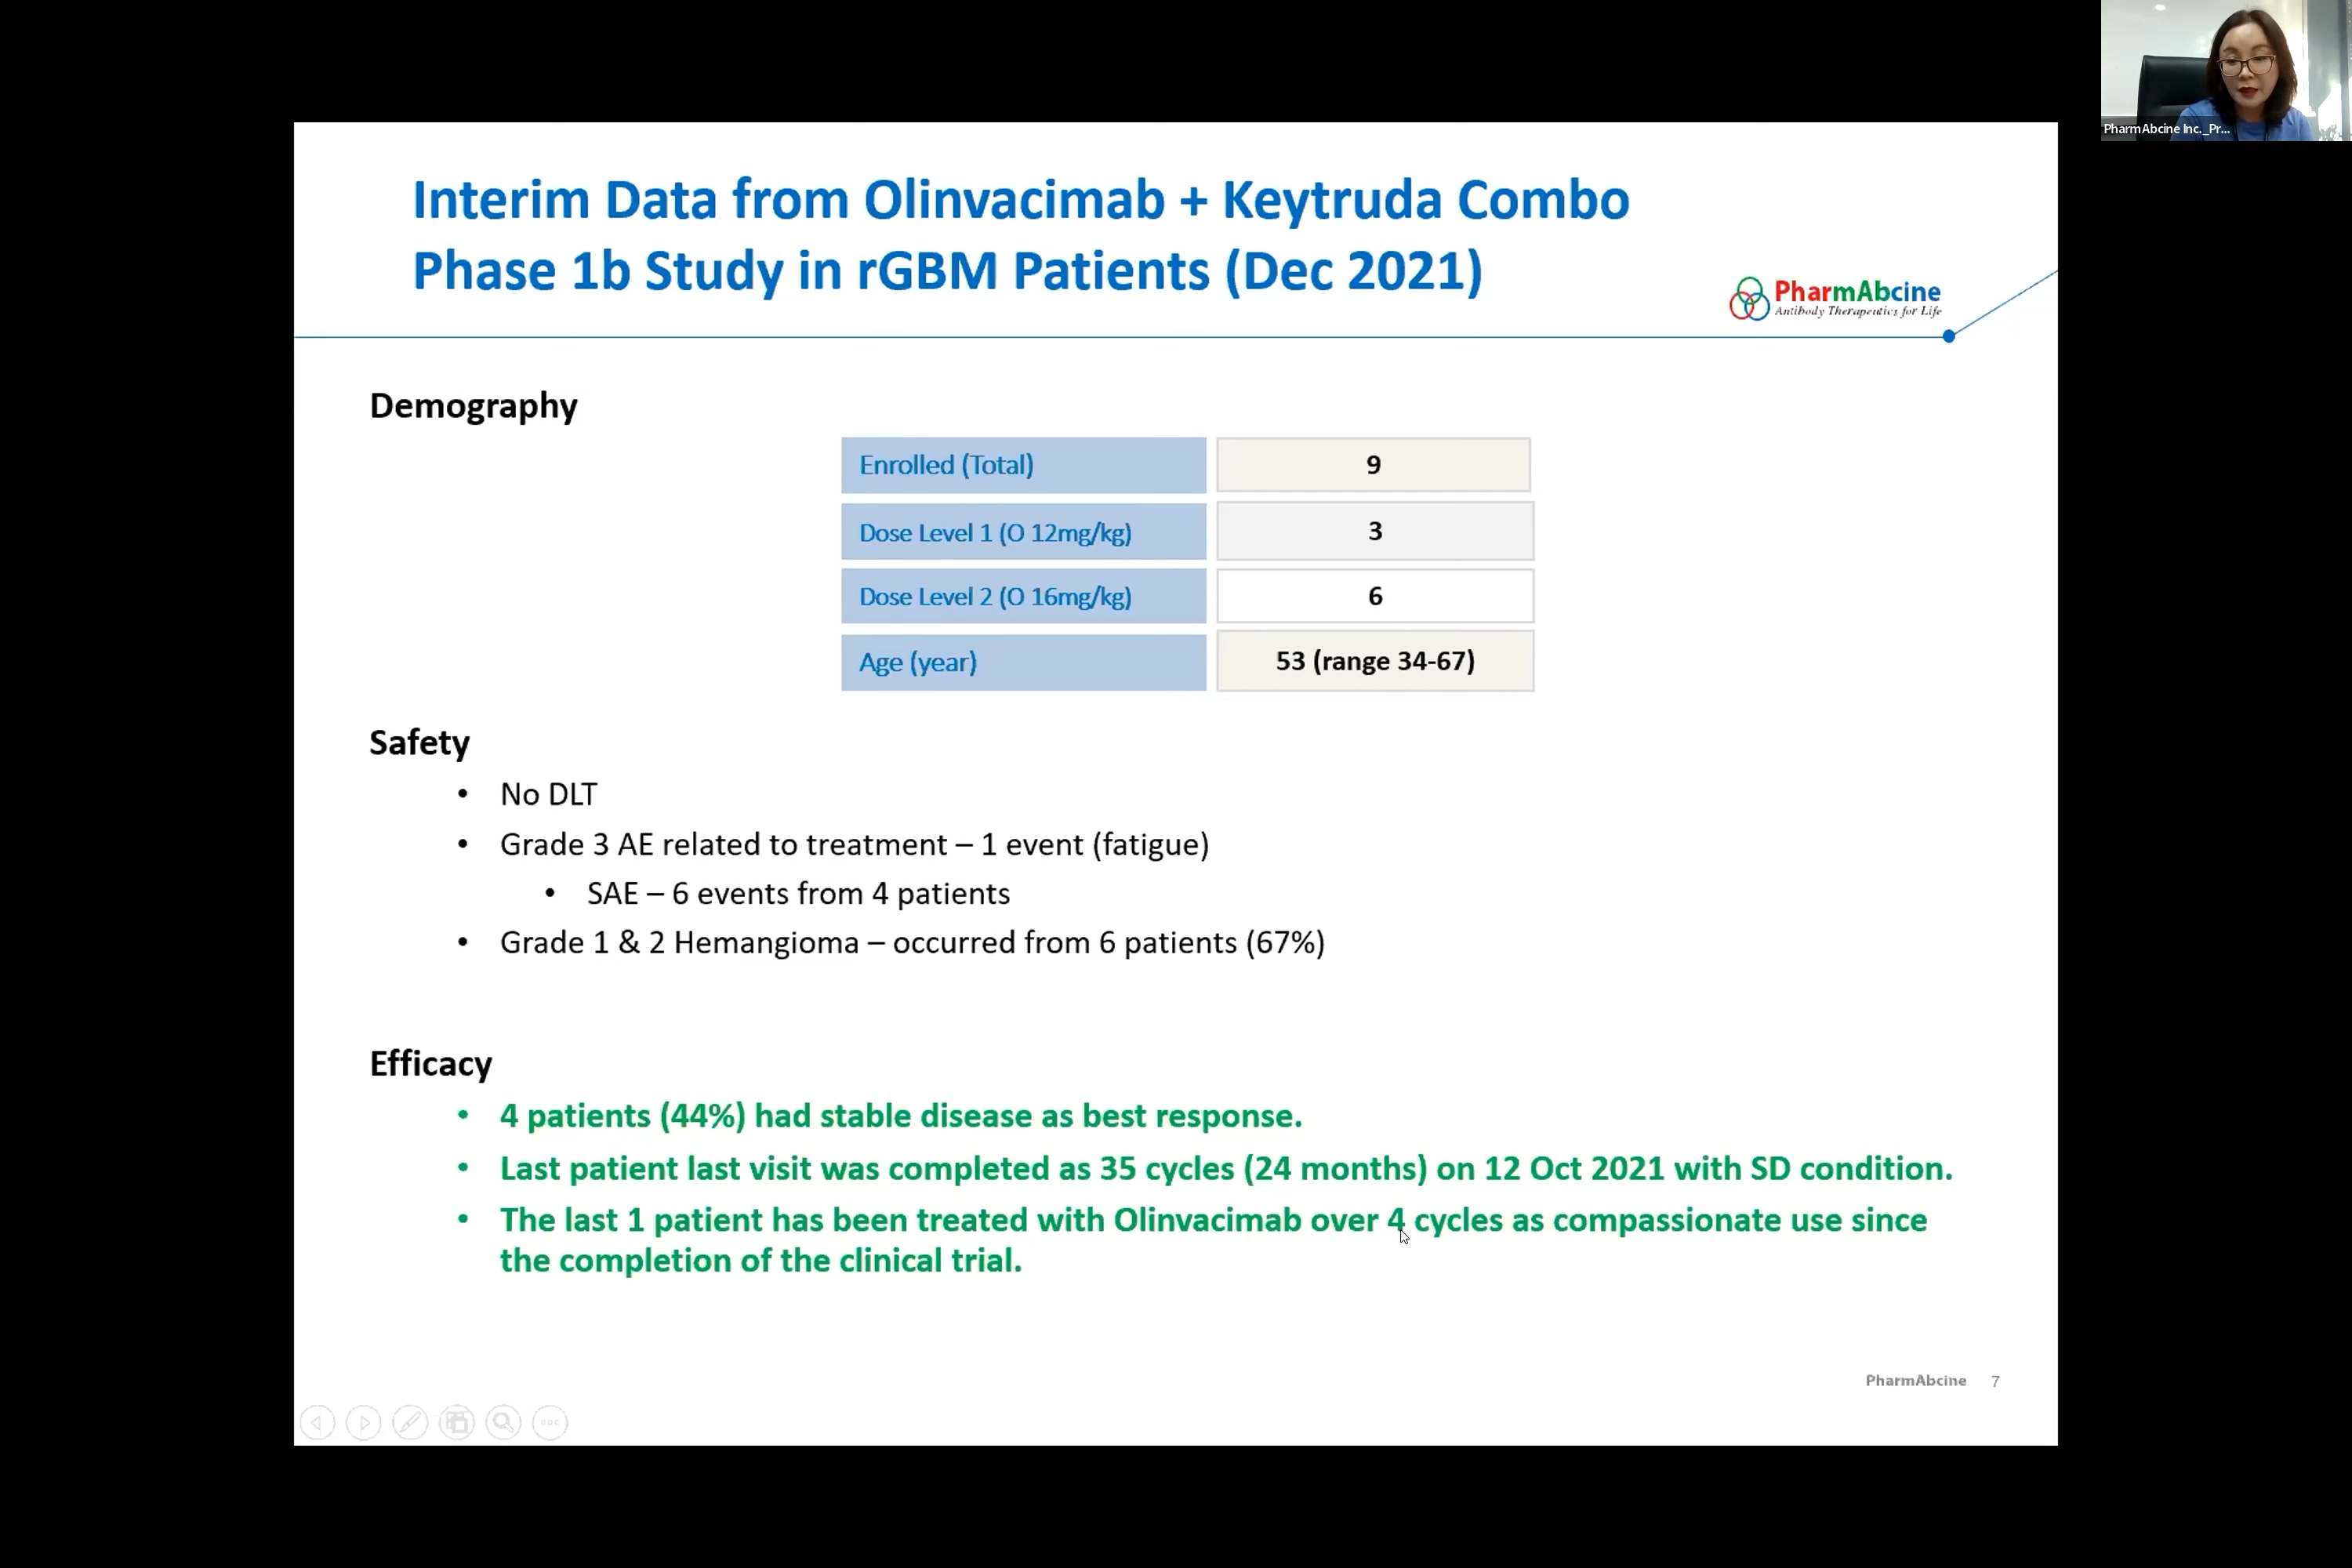 PharmAbcine Inc._Pr...
Interim Data from Olinvacimab + Keytruda Combo
Phase 1b Study in rGBM Patients (Dec 2021)
PharmAbcine
Antibody Therapeutics for Life
Demography
Enrolled (Total) 9
Dose Level 1 (O 12mg/kg) 3
Dose Level 2 (O 16mg/kg) 6
Age (year) 53 (range 34-67)
Safety
• No DLT
• Grade 3 AE related to treatment – 1 event (fatigue)
• SAE – 6 events from 4 patients
• Grade 1 & 2 Hemangioma – occurred from 6 patients (67%)
Efficacy
• 4 patients (44%) had stable disease as best response.
• Last patient last visit was completed as 35 cycles (24 months) on 12 Oct 2021 with SD condition.
• The last 1 patient has been treated with Olinvacimab over 4 cycles as compassionate use since
the completion of the clinical trial.
PharmAbcine 7